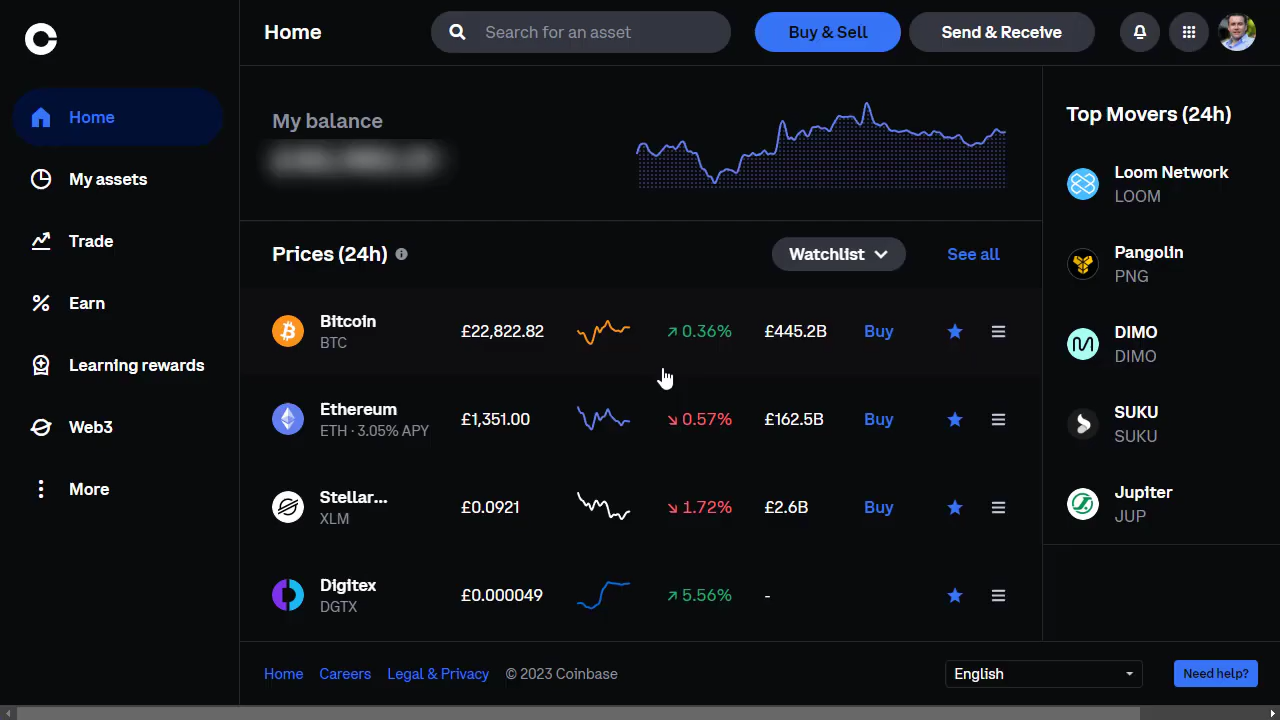 Home
Search for an asset
Buy & Sell
Send & Receive
Home
My assets
Trade
Earn
Learning rewards
Web3
More
My balance
Prices (24h)
Watchlist
See all
Bitcoin
BTC
£22,822.82
0.36%
£445.2B
Buy
Ethereum
ETH · 3.05% APY
£1,351.00
0.57%
£162.5B
Buy
Stellar...
XLM
£0.0921
1.72%
£2.6B
Buy
Digitex
DGTX
£0.000049
5.56%
-
Top Movers (24h)
Loom Network
LOOM
Pangolin
PNG
DIMO
DIMO
SUKU
SUKU
Jupiter
JUP
Home
Careers
Legal & Privacy
© 2023 Coinbase
English
Need help?